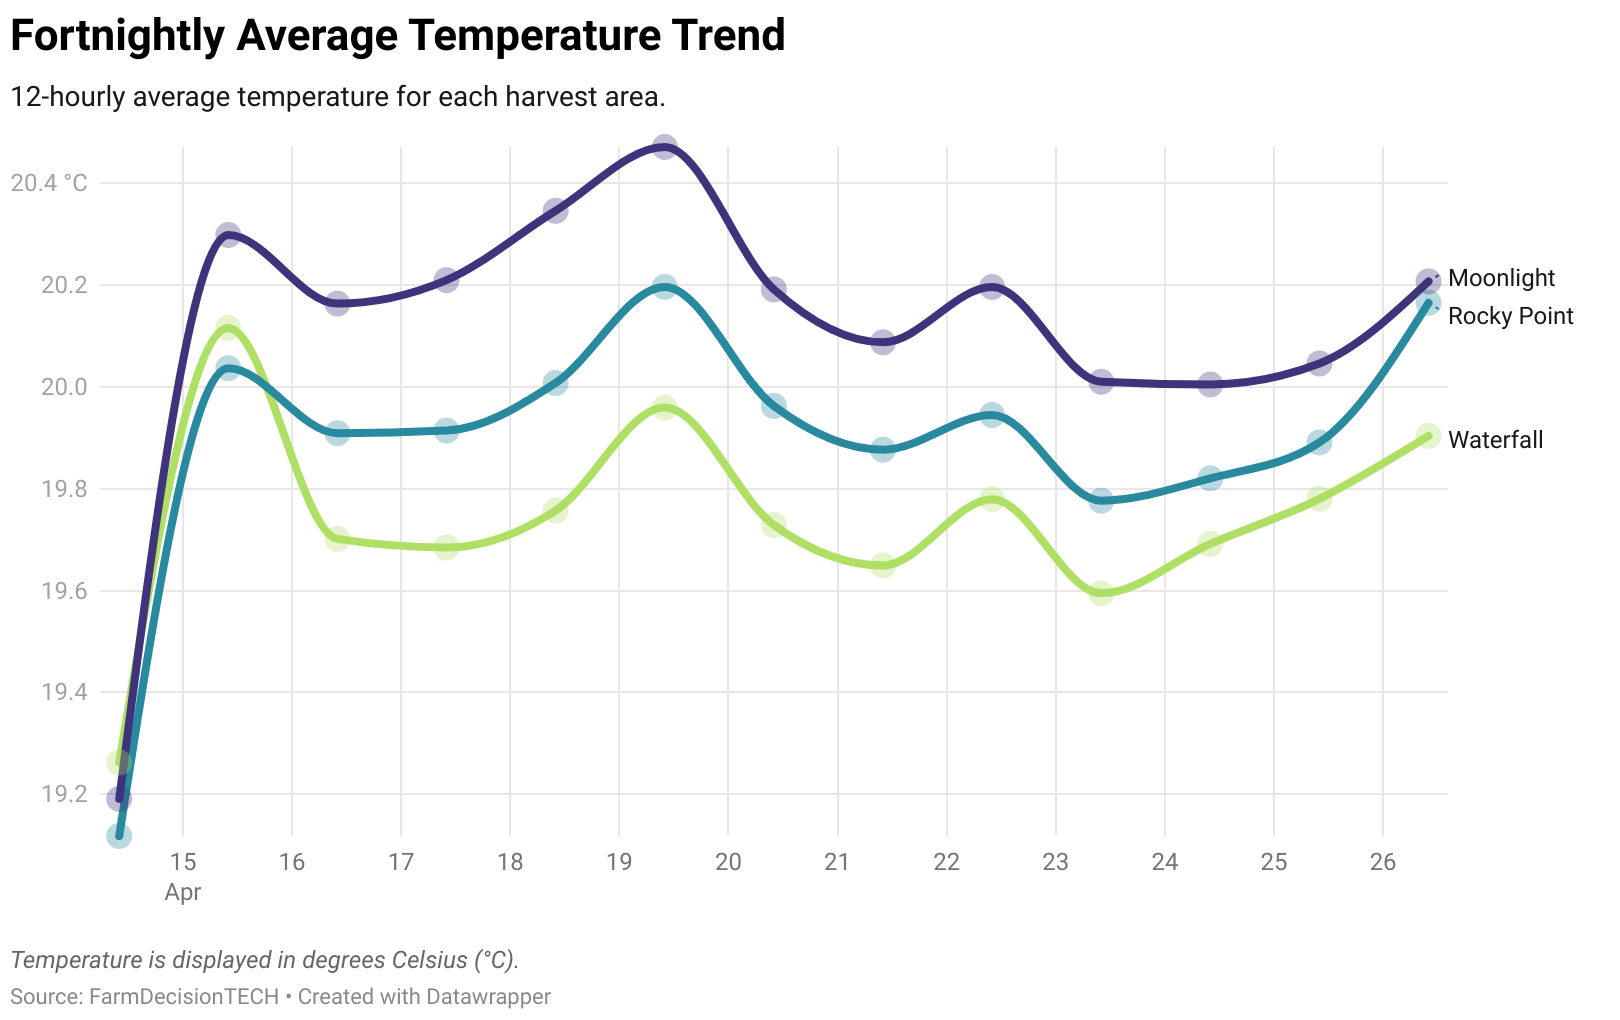 Fortnightly Average Temperature Trend
12-hourly average temperature for each harvest area.
20.4 °C
20.2
20.0
19.8
19.6
19.4
19.2
Moonlight
Rocky Point
Waterfall
15 16 17 18 19 20 21 22 23 24 25 26
Apr
Temperature is displayed in degrees Celsius (°C).
Source: FarmDecisionTECH • Created with Datawrapper